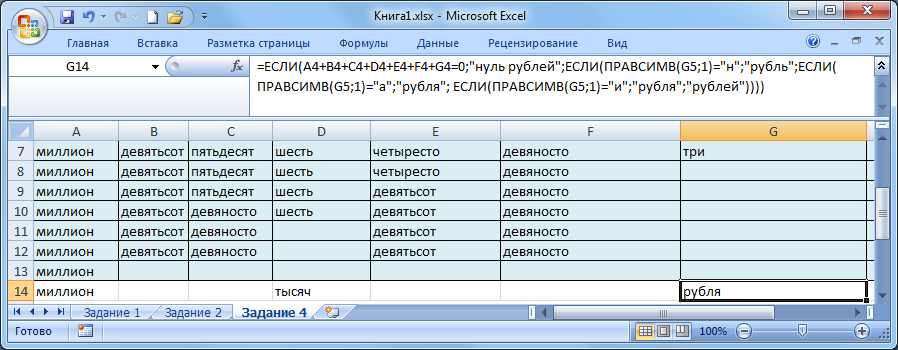 Книга1.xlsx - Microsoft Excel
Главная Вставка Разметка страницы Формулы Данные Рецензирование Вид
G14 fx =ЕСЛИ(A4+B4+C4+D4+E4+F4+G4=0;"нуль рублей";ЕСЛИ(ПРАВСИМВ(G5;1)="н";"рубль";ЕСЛИ(
ПРАВСИМВ(G5;1)="а";"рубля"; ЕСЛИ(ПРАВСИМВ(G5;1)="и";"рубля";"рублей"))))
A B C D E F G
7 миллион девятьсот пятьдесят шесть четыресто девяносто три
8 миллион девятьсот пятьдесят шесть четыресто девяносто
9 миллион девятьсот пятьдесят шесть девятьсот девяносто
10 миллион девятьсот девяносто шесть девятьсот девяносто
11 миллион девятьсот девяносто девятьсот девяносто
12 миллион девятьсот девяносто девятьсот девяносто
13 миллион
14 миллион тысяч рубля
Задание 1 Задание 2 Задание 4
Готово 100%